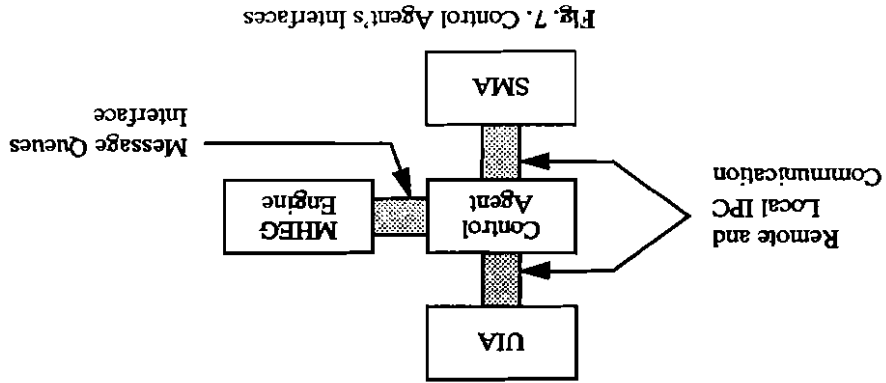 UIA
Remote and
Local IPC
Communication
Control
Agent
MHEG
Engine
Message Queues
Interface
SMA
Fig. 7. Control Agent's Interfaces